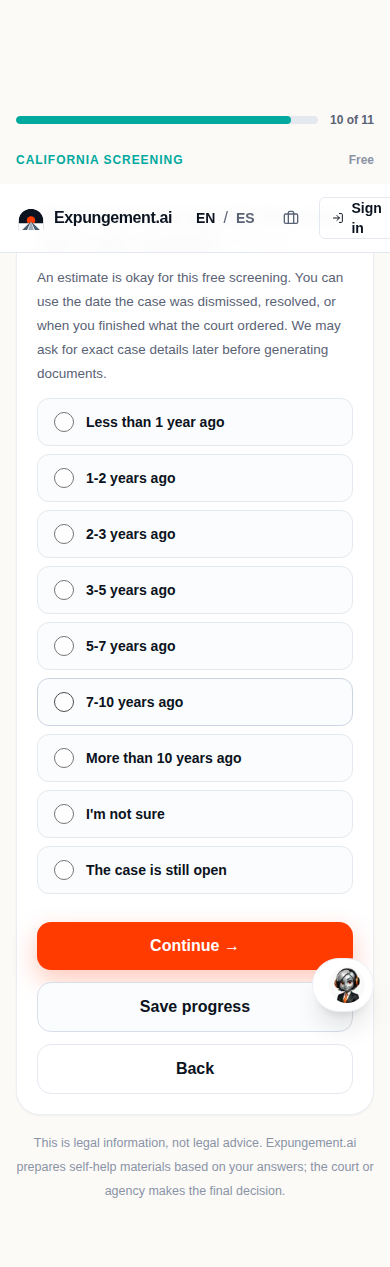 10 of 11
CALIFORNIA SCREENING
Free
Expungement.ai
EN / ES
Sign
in
An estimate is okay for this free screening. You can
use the date the case was dismissed, resolved, or
when you finished what the court ordered. We may
ask for exact case details later before generating
documents.
Less than 1 year ago
1-2 years ago
2-3 years ago
3-5 years ago
5-7 years ago
7-10 years ago
More than 10 years ago
I'm not sure
The case is still open
Continue →
Save progress
Back
This is legal information, not legal advice. Expungement.ai
prepares self-help materials based on your answers; the court or
agency makes the final decision.